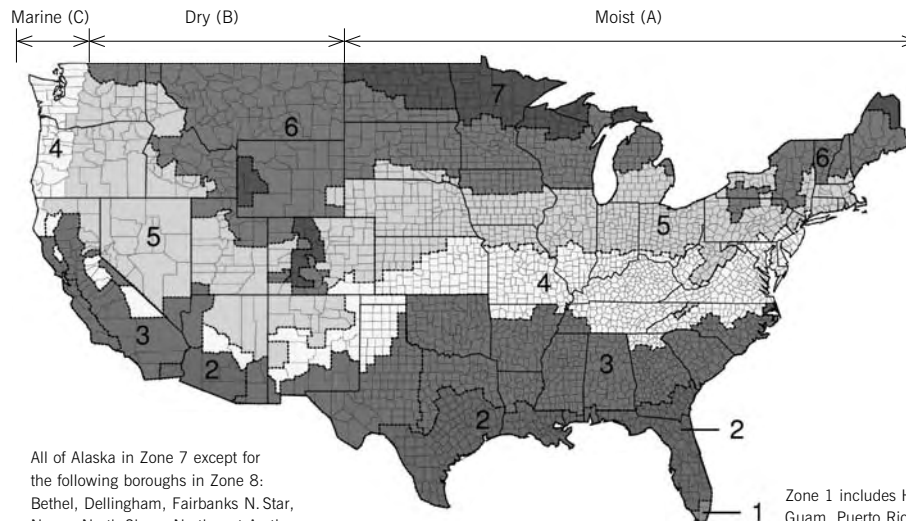 Marine (C)
Dry (B)
Moist (A)
7
6
4
6
5
5
4
3
3
2
2
2
1
All of Alaska in Zone 7 except for
the following boroughs in Zone 8:
Bethel, Dellingham, Fairbanks N. Star,
Zone 1 includes
Guam, Puerto